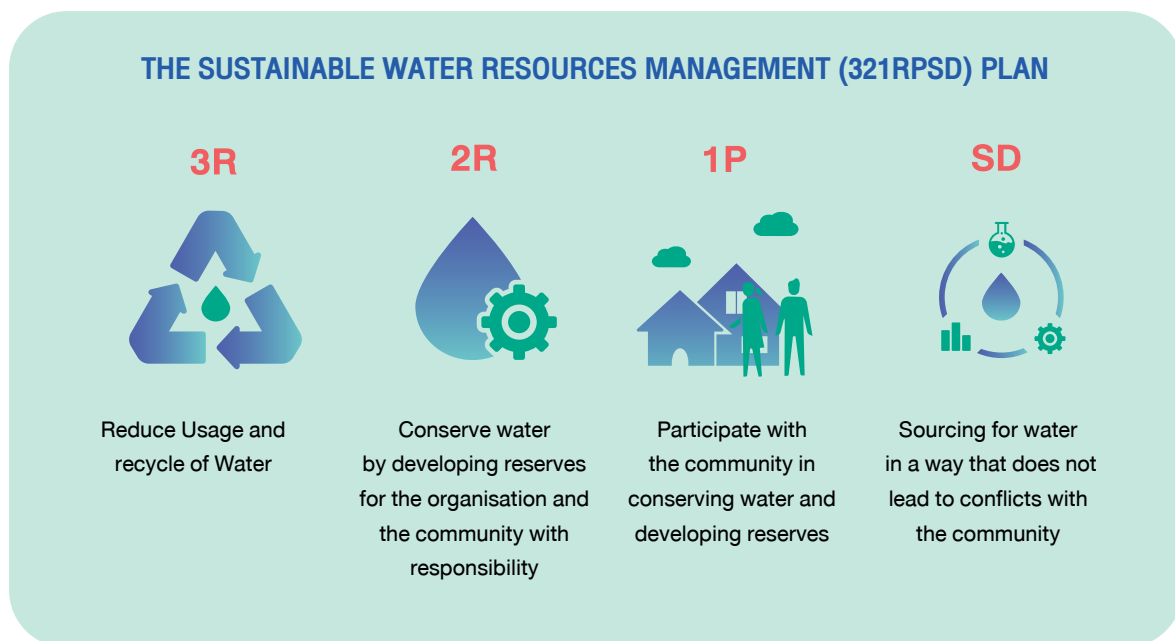 THE SUSTAINABLE WATER RESOURCES MANAGEMENT (321RPSD) PLAN
3R
Reduce Usage and
recycle of Water
2R
Conserve water
by developing reserves
for the organisation and
the community with
responsibility
1P
Participate with
the community in
conserving water and
developing reserves
SD
Sourcing for water
in a way that does not
lead to conflicts with
the community